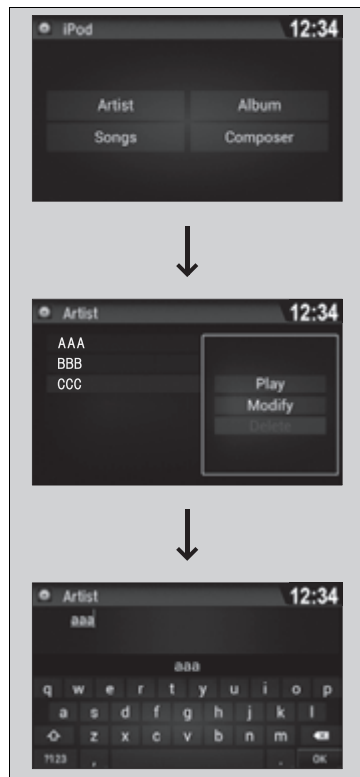 iPod 12:34
Artist Album
Songs Composer
Artist 12:34
AAA
BBB
CCC
Play
Modify
Delete
Artist 12:34
aaa
aaa
q w e r t y u i o p
a s d f g h j k l
z x c v b n m
?123 , . OK